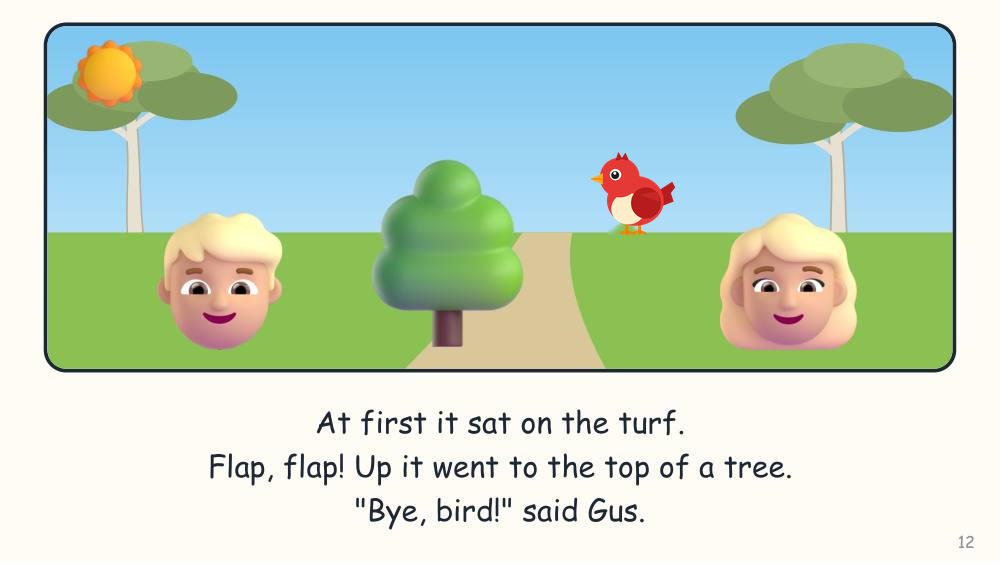 At first it sat on the turf.
Flap, flap! Up it went to the top of a tree.
"Bye, bird!" said Gus.
12